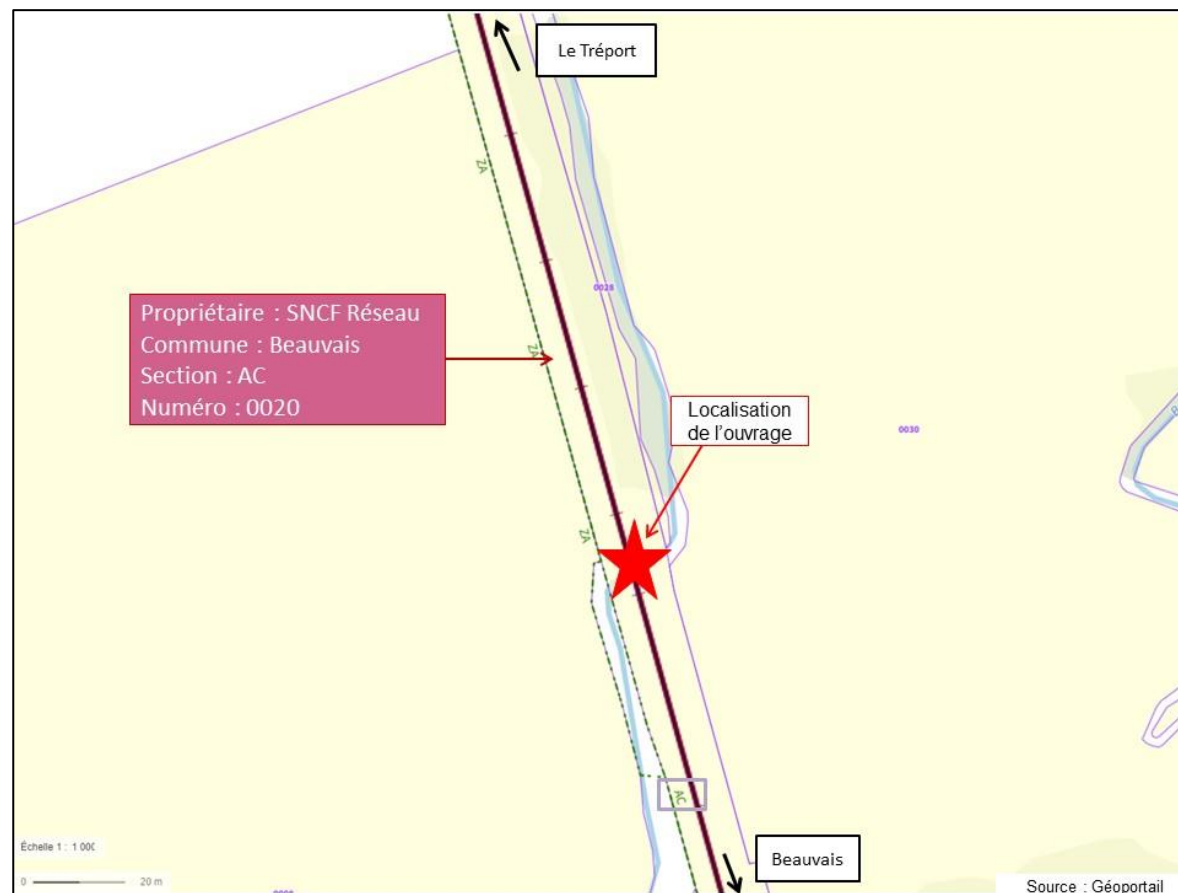 Le Tréport
ZA
0028
Propriétaire : SNCF Réseau
Commune : Beauvais
Section : AC
Numéro : 0020
ZA
Localisation
de l'ouvrage
0030
ZA
AC
Échelle 1 : 1 000
Beauvais
0 20 m
Source : Géoportail